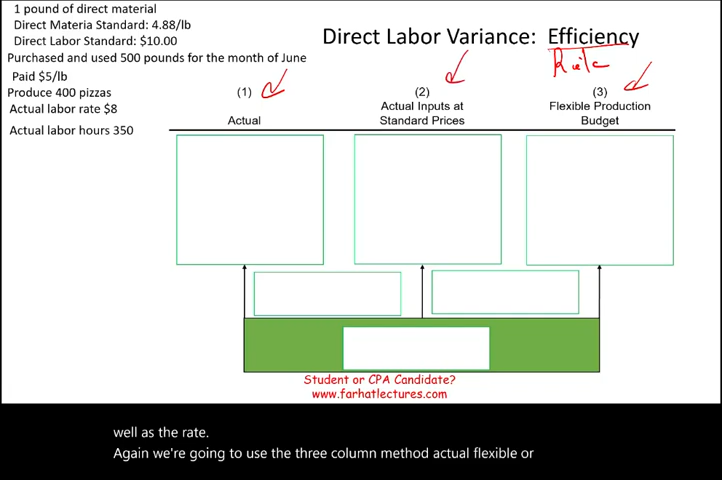 1 pound of direct material
Direct Materia Standard: 4.88/lb
Direct Labor Standard: $10.00
Purchased and used 500 pounds for the month of June
Paid $5/lb
Produce 400 pizzas
Actual labor rate $8
Actual labor hours 350
Direct Labor Variance: Efficiency
Rate
(1)
Actual
(2)
Actual Inputs at
Standard Prices
(3)
Flexible Production
Budget
Student or CPA Candidate?
www.farhatlectures.com
well as the rate.
Again we're going to use the three column method actual flexible or